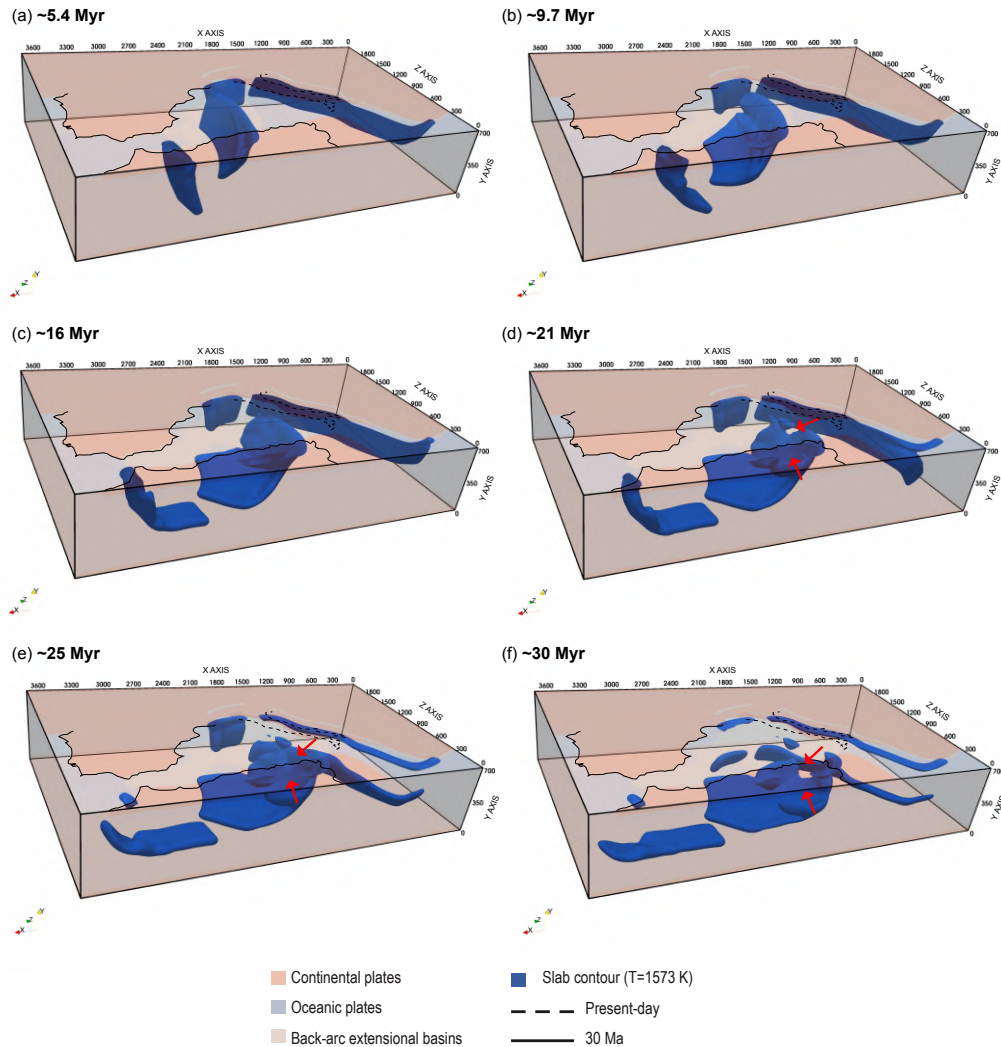 (a) ~5.4 Myr
X AXIS
3600 3300 3000 2700 2400 2100 1800 1500 1200 900 600 300 0
1800
1500
1200
900
600
300
0
Z AXIS
700
350
0
Y AXIS
Y
Z
X
(b) ~9.7 Myr
X AXIS
3600 3300 3000 2700 2400 2100 1800 1500 1200 900 600 300 0
1800
1500
1200
900
600
300
0
Z AXIS
700
350
0
Y AXIS
Y
Z
X
(c) ~16 Myr
X AXIS
3600 3300 3000 2700 2400 2100 1800 1500 1200 900 600 300 0
1800
1500
1200
900
600
300
0
Z AXIS
700
350
0
Y AXIS
Y
Z
X
(d) ~21 Myr
X AXIS
3600 3300 3000 2700 2400 2100 1800 1500 1200 900 600 300 0
1800
1500
1200
900
600
300
0
Z AXIS
700
350
0
Y AXIS
Y
Z
X
(e) ~25 Myr
X AXIS
3600 3300 3000 2700 2400 2100 1800 1500 1200 900 600 300 0
1800
1500
1200
900
600
300
0
Z AXIS
700
350
0
Y AXIS
Y
Z
X
(f) ~30 Myr
X AXIS
3600 3300 3000 2700 2400 2100 1800 1500 1200 900 600 300 0
1800
1500
1200
900
600
300
0
Z AXIS
700
350
0
Y AXIS
Y
Z
X
Continental plates
Oceanic plates
Back-arc extensional basins
Slab contour (T=1573 K)
Present-day
30 Ma